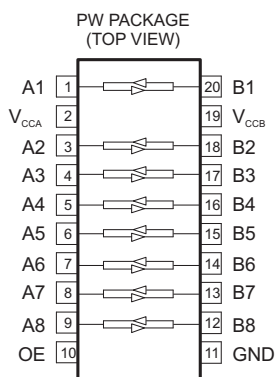 PW PACKAGE
(TOP VIEW)
A1 1 20 B1
VCCA 2 19 VCCB
A2 3 18 B2
A3 4 17 B3
A4 5 16 B4
A5 6 15 B5
A6 7 14 B6
A7 8 13 B7
A8 9 12 B8
OE 10 11 GND